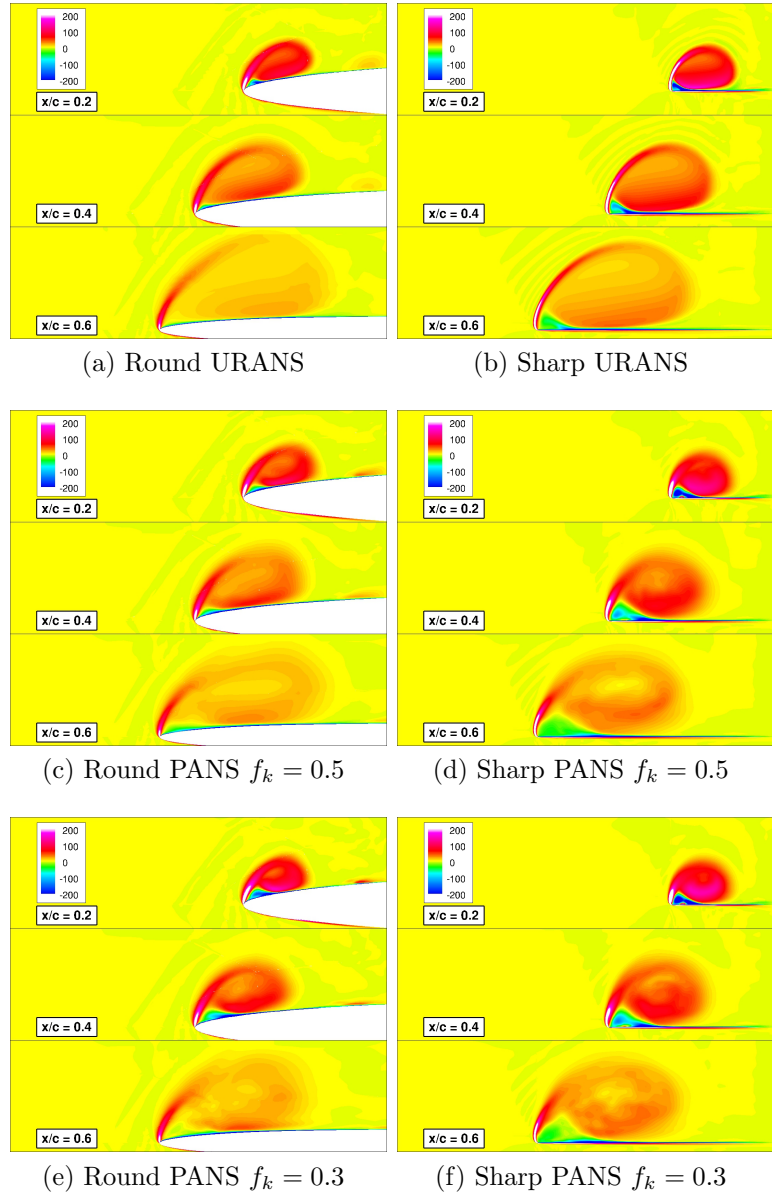 200
100
0
-100
-200
x/c = 0.2
x/c = 0.4
x/c = 0.6
200
100
0
-100
-200
x/c = 0.2
x/c = 0.4
x/c = 0.6
(a) Round URANS
(b) Sharp URANS
200
100
0
-100
-200
x/c = 0.2
x/c = 0.4
x/c = 0.6
200
100
0
-100
-200
x/c = 0.2
x/c = 0.4
x/c = 0.6
(c) Round PANS f_k = 0.5
(d) Sharp PANS f_k = 0.5
200
100
0
-100
-200
x/c = 0.2
x/c = 0.4
x/c = 0.6
200
100
0
-100
-200
x/c = 0.2
x/c = 0.4
x/c = 0.6
(e) Round PANS f_k = 0.3
(f) Sharp PANS f_k = 0.3